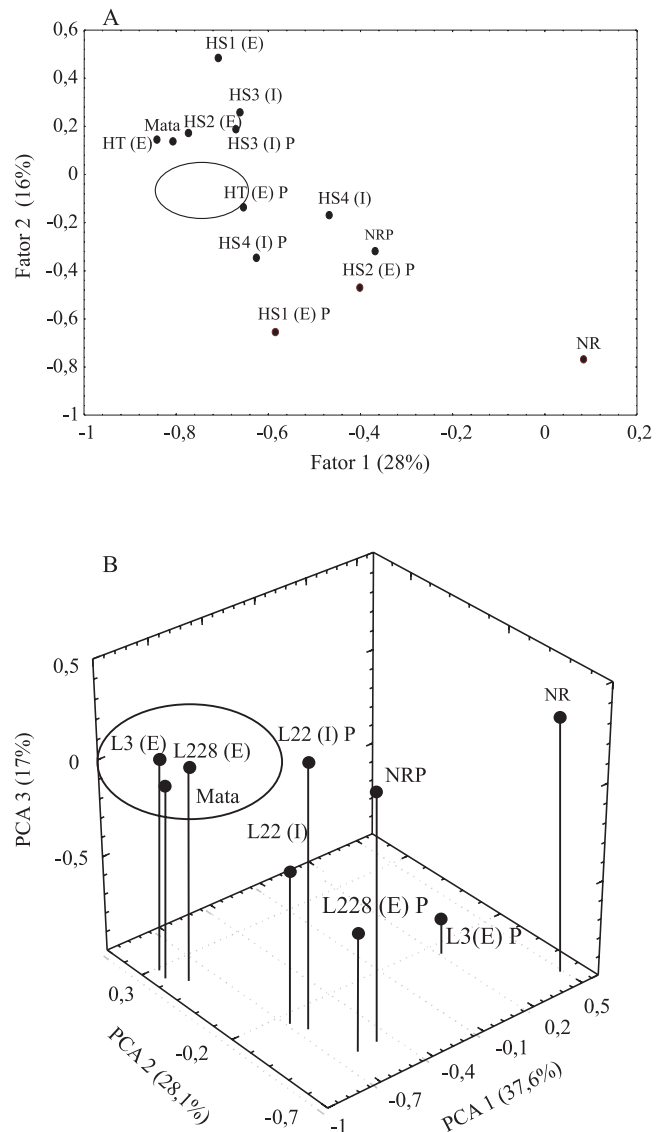 A
0,6
0,4
0,2
0
-0,2
-0,4
-0,6
-0,8
-1
Fator 2 (16%)
HS1 (E)
HS3 (I)
Mata
HS2 (E)
HT (E)
HS3 (I) P
HT (E) P
HS4 (I)
HS4 (I) P
NRP
HS2 (E) P
HS1 (E) P
NR
-1
-0,8
-0,6
-0,4
-0,2
0
0,2
Fator 1 (28%)
B
0,5
0
-0,5
PCA 3 (17%)
NR
L3 (E)
L228 (E)
L22 (I) P
NRP
Mata
L22 (I)
L228 (E) P
L3(E) P
0,3
-0,2
-0,7
PCA 2 (28,1%)
-1
-0,7
-0,4
-0,1
0,2
0,5
PCA 1 (37,6%)